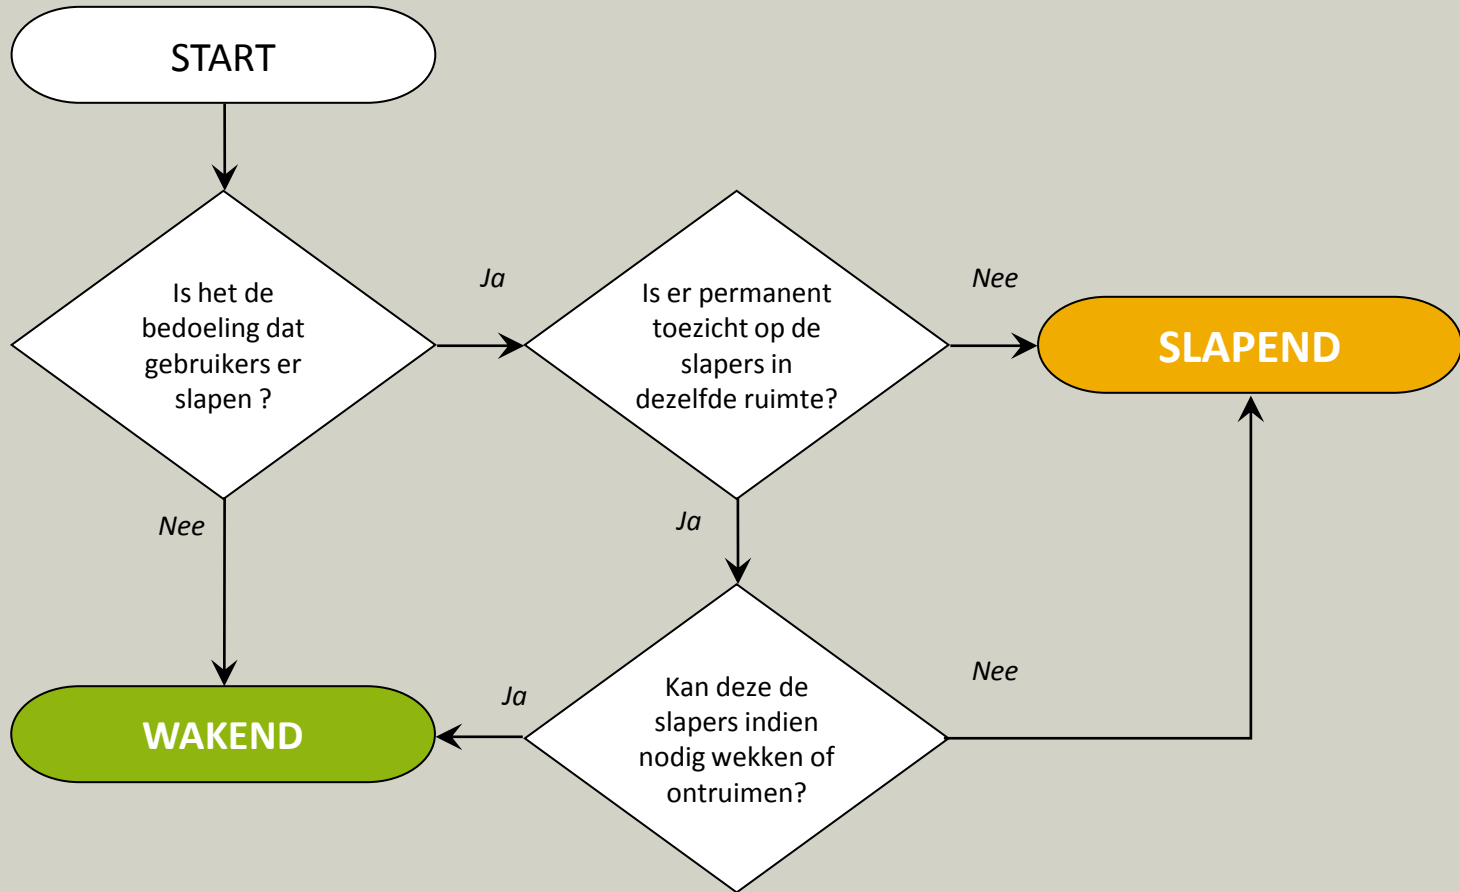 START
Is het de
bedoeling dat
gebruikers er
slapen ?
Ja
Is er permanent
toezicht op de
slapers in
dezelfde ruimte?
Nee
SLAPEND
Nee
Ja
WAKEND
Ja
Kan deze de
slapers indien
nodig wekken of
ontruimen?
Nee